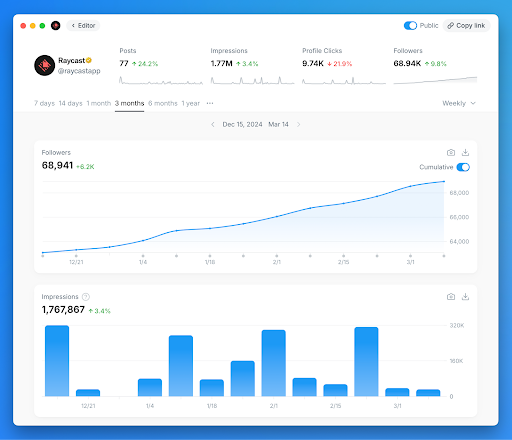 Editor
Public
Copy link
Raycast
@raycastapp
Posts
77 ↑ 24.2%
Impressions
1.77M ↑ 3.4%
Profile Clicks
9.74K ↓ 21.9%
Followers
68.94K ↗ 9.8%
7 days 14 days 1 month 3 months 6 months 1 year ···
Weekly
Dec 15, 2024 Mar 14
Followers
68,941 +6.2K
Cumulative
68,000
66,000
64,000
12/21 1/4 1/18 2/1 2/15 3/1
Impressions ?
1,767,867 ↑ 3.4%
320K
160K
0
12/21 1/4 1/18 2/1 2/15 3/1